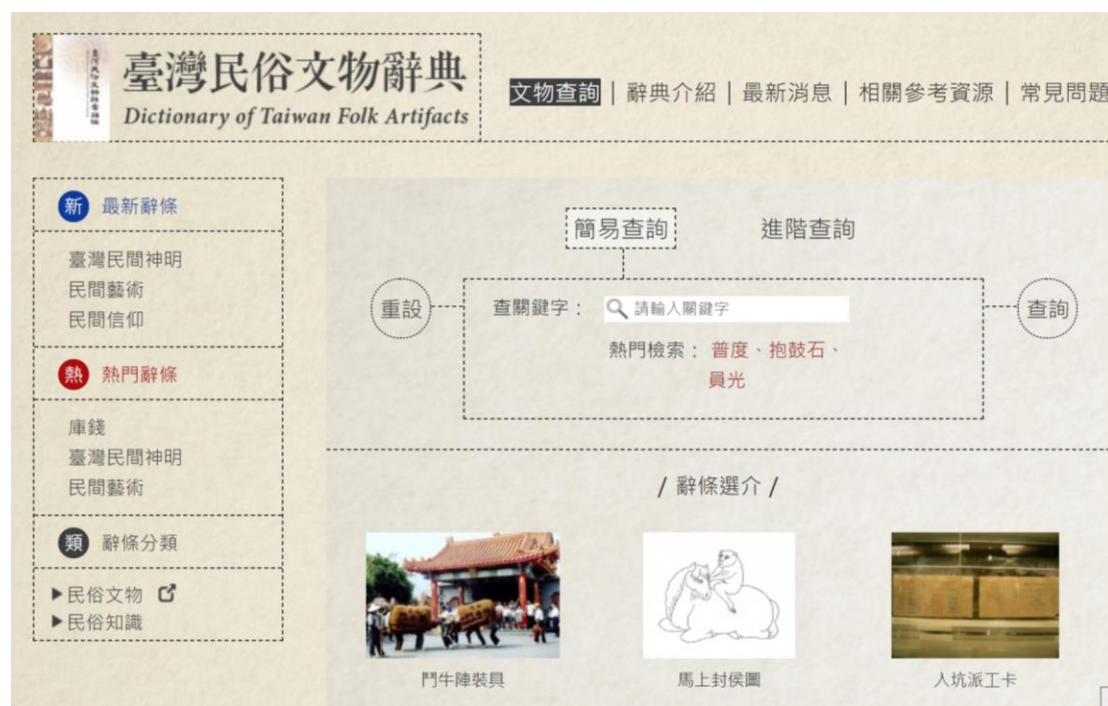 臺灣民俗文物辭典
Dictionary of Taiwan Folk Artifacts
文物查詢 | 辭典介紹 | 最新消息 | 相關參考資源 | 常見問題
新 最新辭條
臺灣民間神明
民間藝術
民間信仰
熱 熱門辭條
庫錢
臺灣民間神明
民間藝術
類 辭條分類
▶民俗文物
▶民俗知識
簡易查詢 進階查詢
重設
查關鍵字： 請輸入關鍵字
熱門檢索： 普度、抱鼓石、
員光
查詢
/ 辭條選介 /
鬥牛陣裝具
馬上封侯圖
入坑派工卡